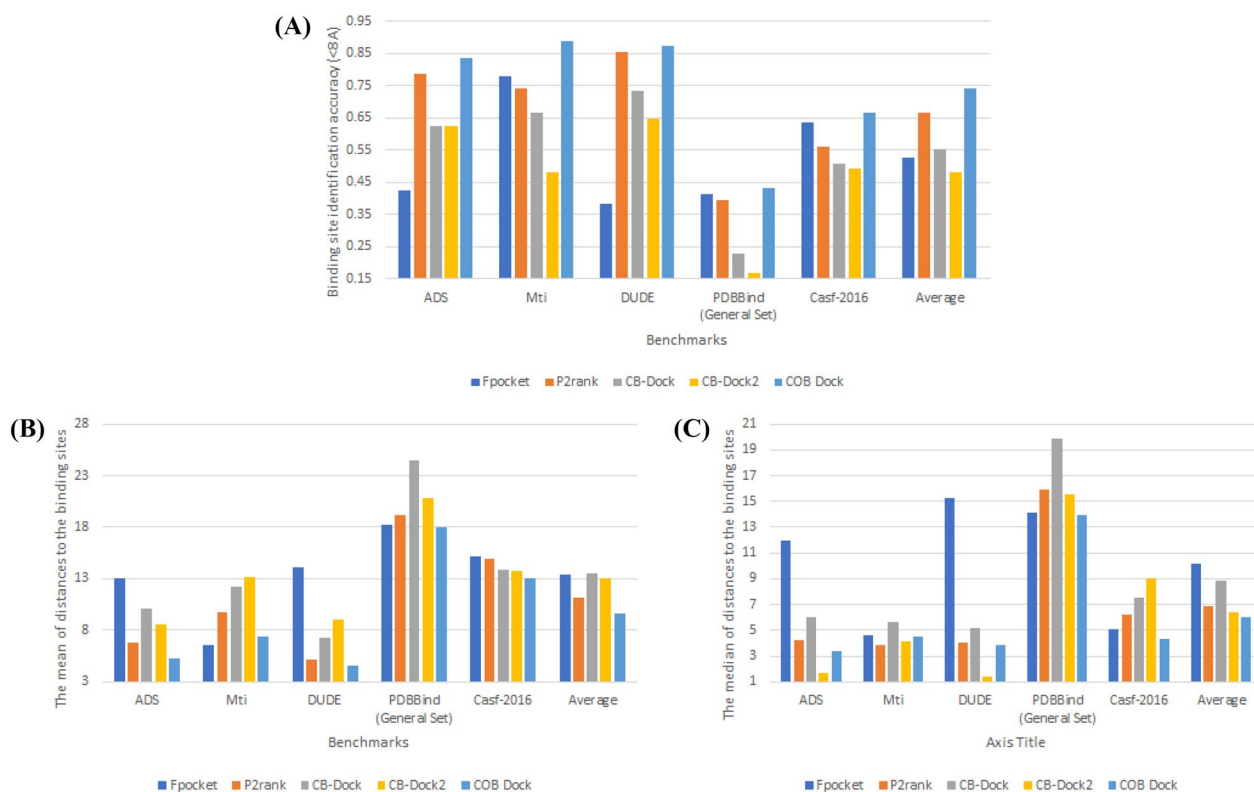 (A)
Binding site identification accuracy (<8A)
0.95
0.85
0.75
0.65
0.55
0.45
0.35
0.25
0.15
ADS Mti DUDE PDBBind (General Set) Casf-2016 Average
Benchmarks
Fpocket P2rank CB-Dock CB-Dock2 COB Dock
(B)
The mean of distances to the binding sites
28
23
18
13
8
3
ADS Mti DUDE PDBBind (General Set) Casf-2016 Average
Benchmarks
Fpocket P2rank CB-Dock CB-Dock2 COB Dock
(C)
The median of distances to the binding sites
21
19
17
15
13
11
9
7
5
3
1
ADS Mti DUDE PDBBind (General Set) Casf-2016 Average
Axis Title
Fpocket P2rank CB-Dock CB-Dock2 COB Dock